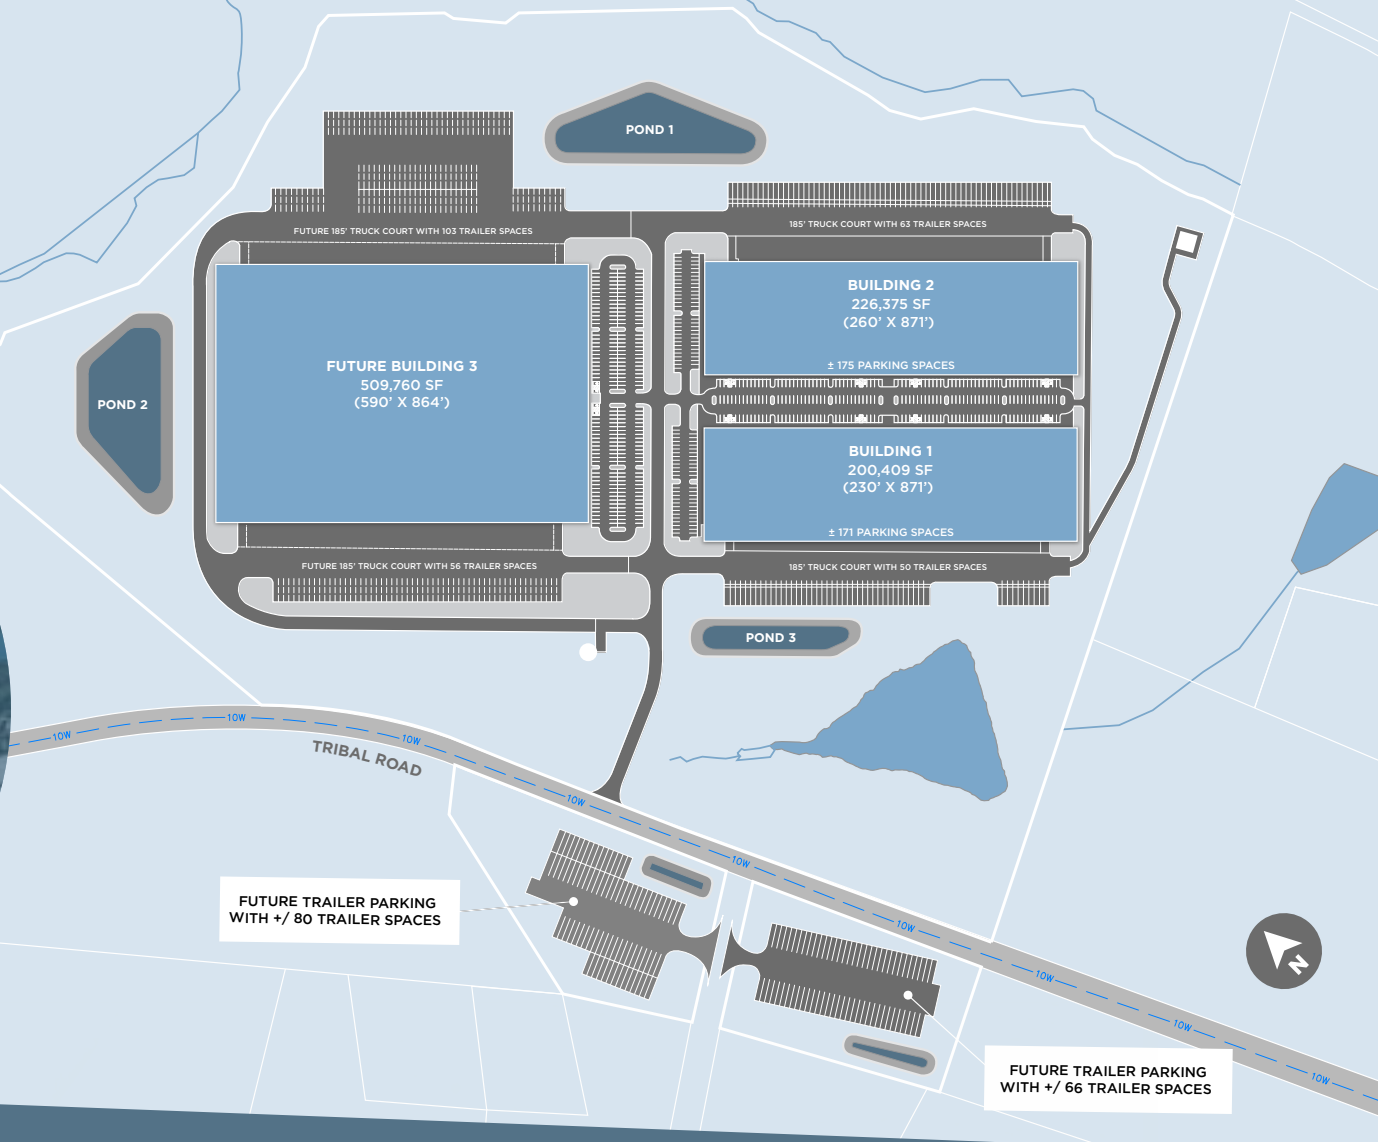 POND 1
FUTURE 185' TRUCK COURT WITH 103 TRAILER SPACES
185' TRUCK COURT WITH 63 TRAILER SPACES
BUILDING 2
226,375 SF
(260’ X 871’)
± 175 PARKING SPACES
FUTURE BUILDING 3
509,760 SF
(590’ X 864’)
POND 2
BUILDING 1
200,409 SF
(230’ X 871’)
± 171 PARKING SPACES
FUTURE 185' TRUCK COURT WITH 56 TRAILER SPACES
185' TRUCK COURT WITH 50 TRAILER SPACES
POND 3
10W
10W
10W
TRIBAL ROAD
10W
10W
10W
10W
10W
10W
FUTURE TRAILER PARKING
WITH +/ 80 TRAILER SPACES
N
FUTURE TRAILER PARKING
WITH +/ 66 TRAILER SPACES